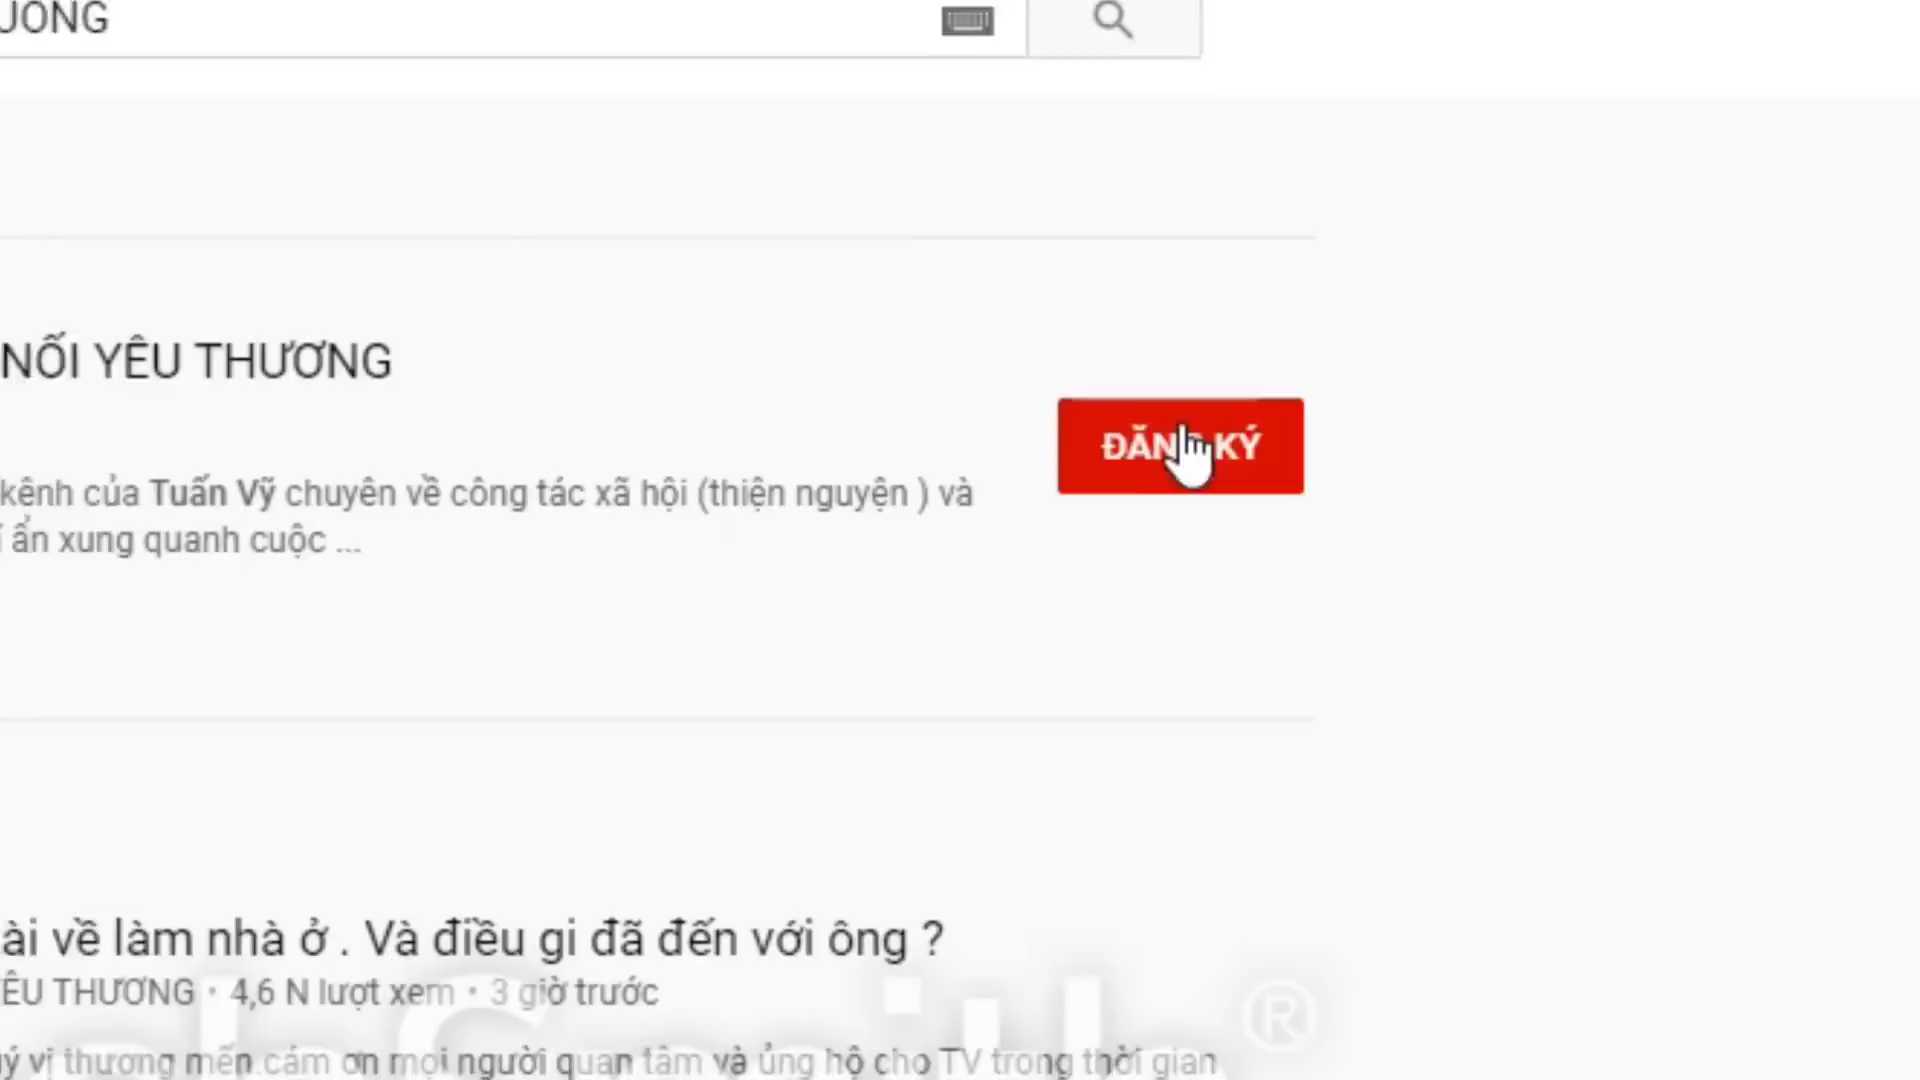 NỐI YÊU THƯƠNG
ĐĂNG KÝ
kênh của Tuấn Vỹ chuyên về công tác xã hội (thiện nguyện ) và
ẩn xung quanh cuộc ...
ài về làm nhà ở . Và điều gi đã đến với ông ?
ÊU THƯƠNG • 4,6 N lượt xem • 3 giờ trước
vị thương mến.cám ơn mọi người quan tâm và ủng hộ cho TV trong thời gian